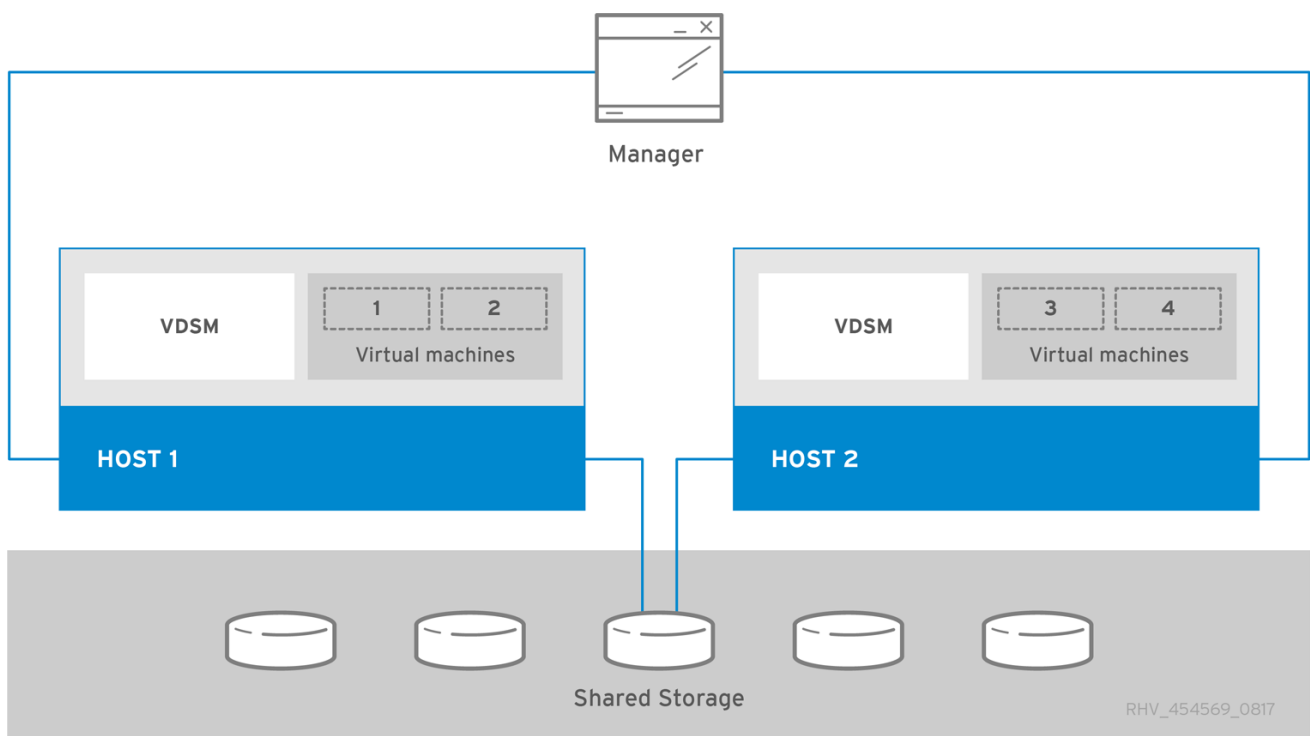 Manager
VDSM
1 2
Virtual machines
HOST 1
VDSM
3 4
Virtual machines
HOST 2
Shared Storage
RHV_454569_0817